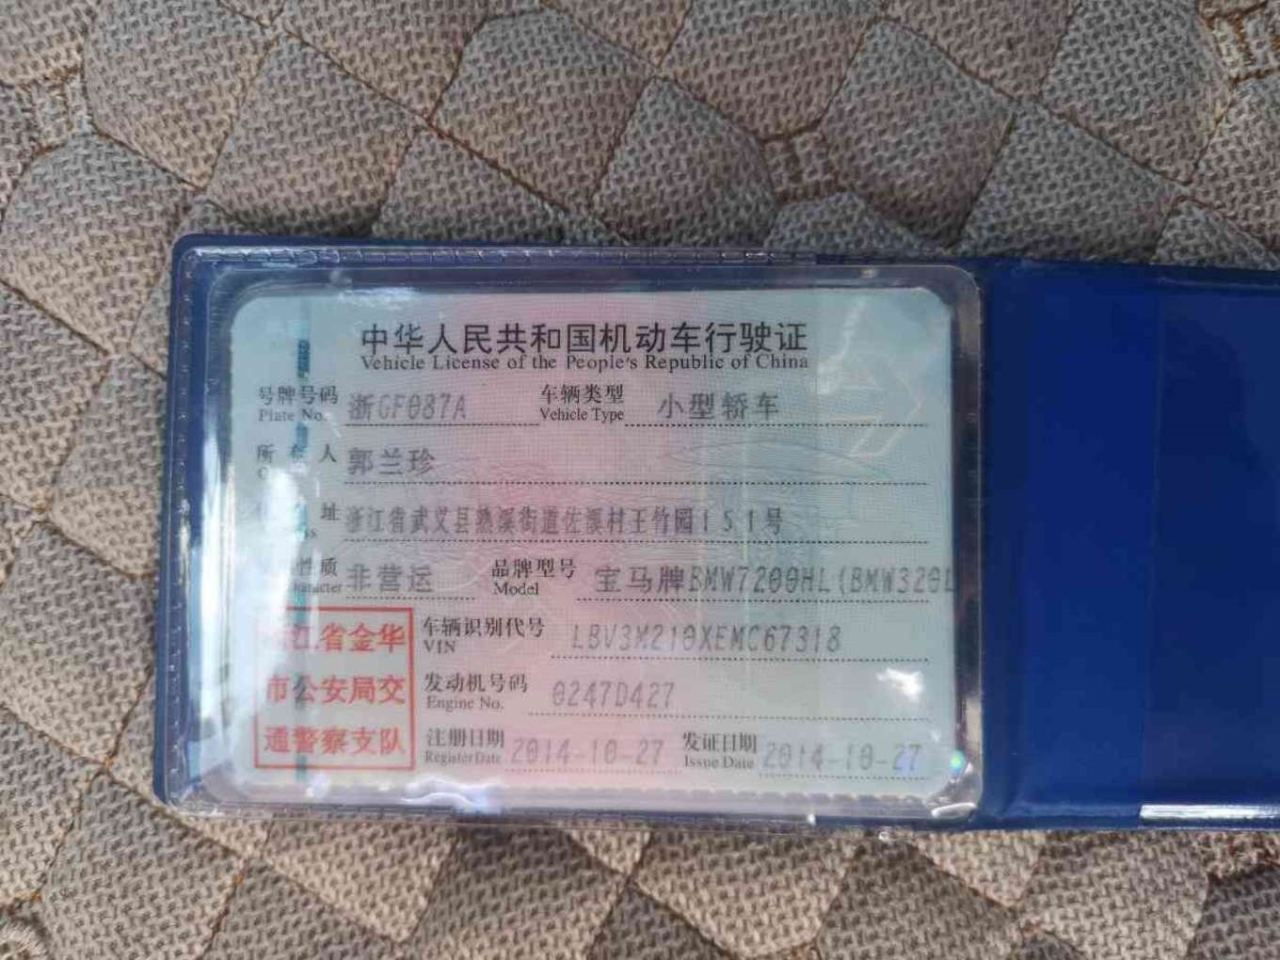 中华人民共和国机动车行驶证
Vehicle License of the People's Republic of China
号牌号码 浙GF087A 车辆类型 小型轿车
Plate No. Vehicle Type
所 人 郭兰珍
址 浙江省武义县熟溪街道佐溪村王竹园151号
性质 非营运 品牌型号 宝马牌BMW7200HL(BMW320L
Model
浙江省金华
市公安局交
通警察支队
车辆识别代号 LBV3M210XEMC67318
VIN
发动机号码 0247D427
Engine No.
注册日期 2014-10-27 发证日期 2014-10-27
Register Date Issue Date